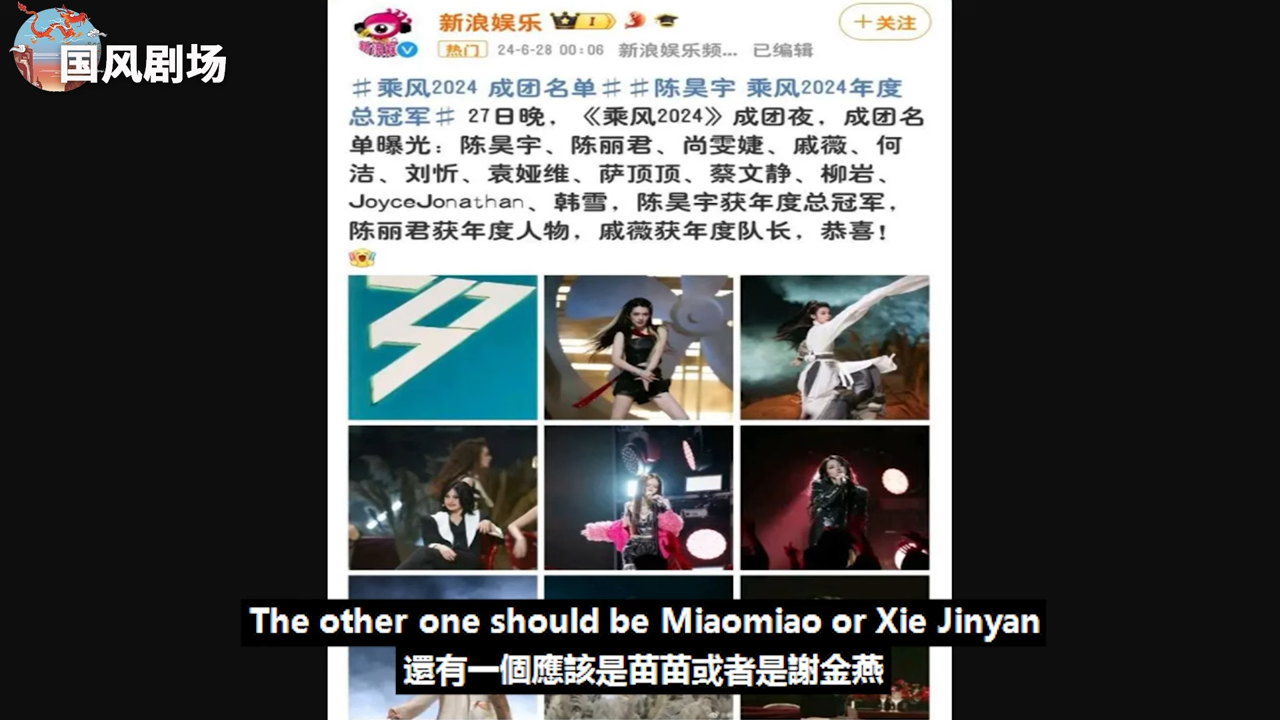 国风剧场
新浪娱乐 I
+关注
热门 24-6-28 00:06 新浪娱乐频... 已编辑
#乘风2024 成团名单##陈昊宇 乘风2024年度
总冠军# 27日晚，《乘风2024》成团夜，成团名
单曝光：陈昊宇、陈丽君、尚雯婕、戚薇、何
洁、刘忻、袁娅维、萨顶顶、蔡文静、柳岩、
JoyceJonathan、韩雪，陈昊宇获年度总冠军，
陈丽君获年度人物，戚薇获年度队长，恭喜！
The other one should be Miaomiao or Xie Jinyan
還有一個應該是苗苗或者是謝金燕